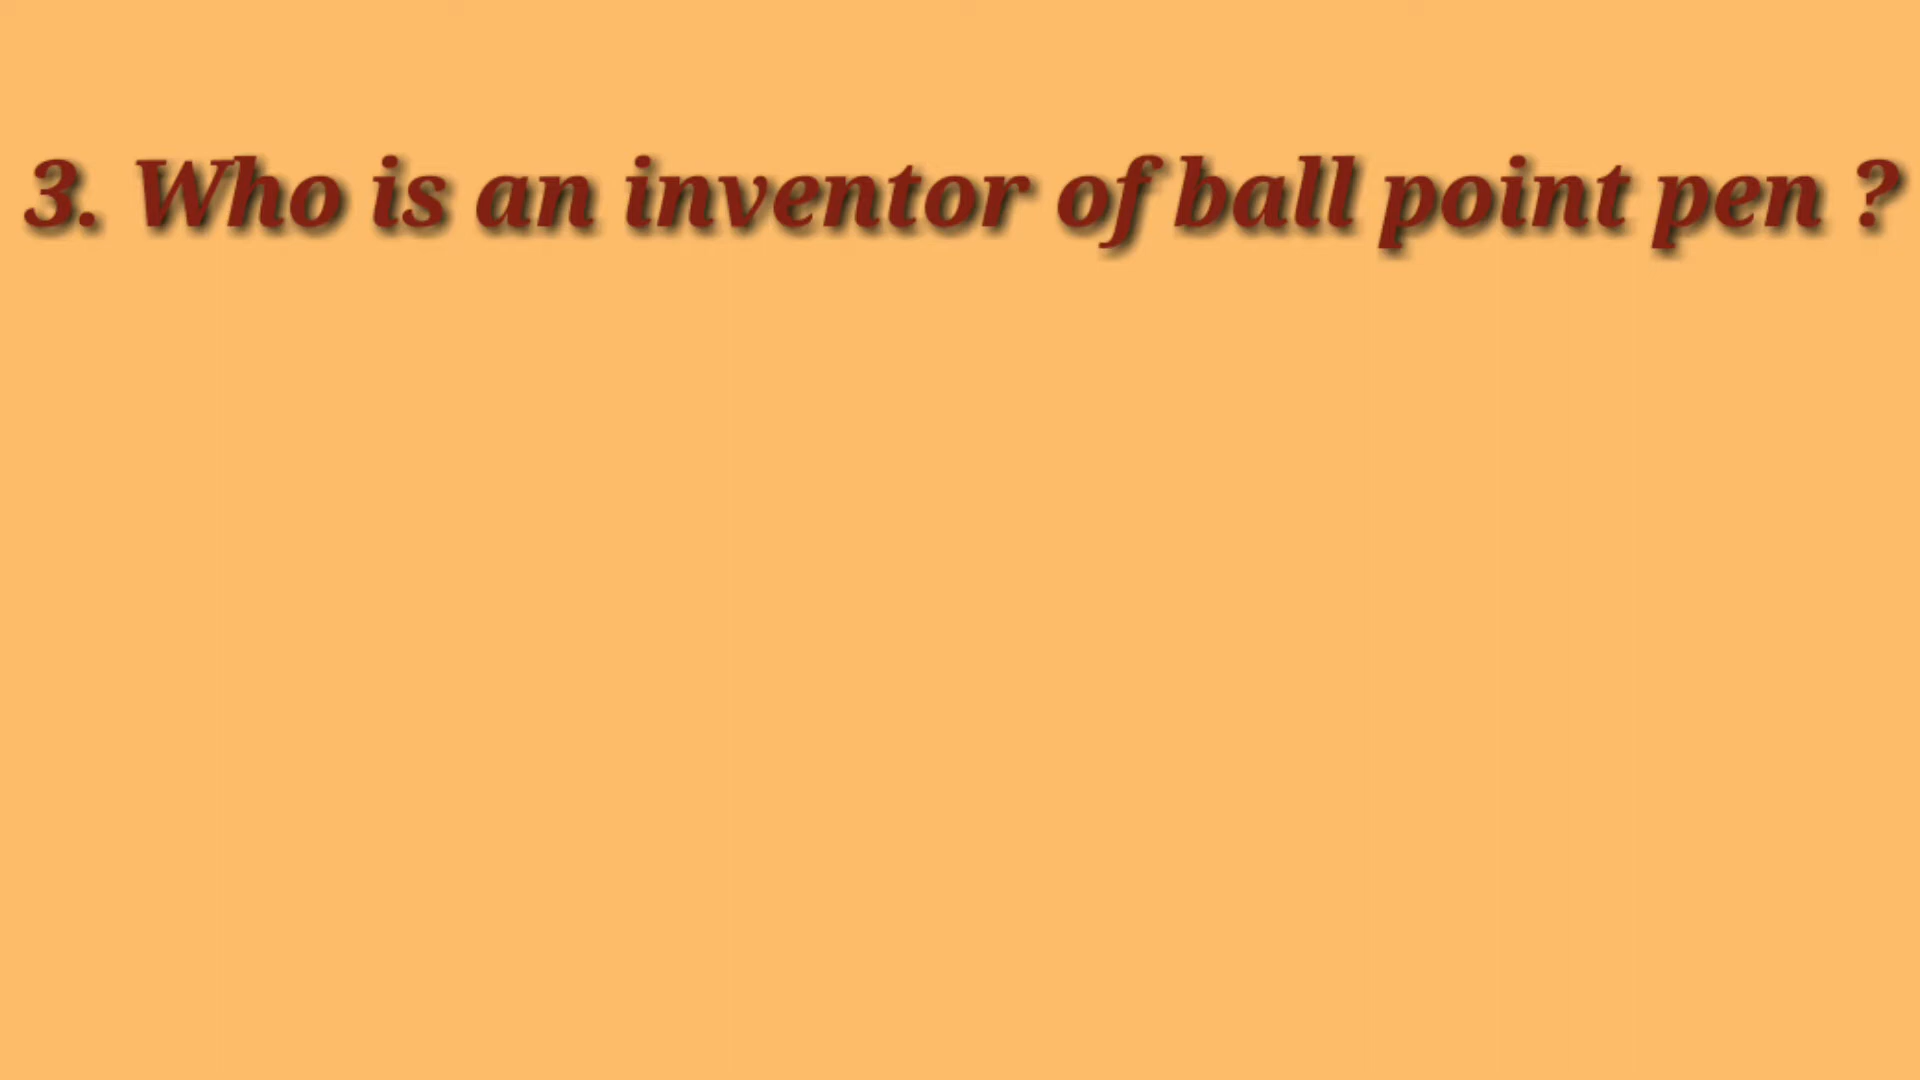 3. Who is an inventor of ball point pen ?